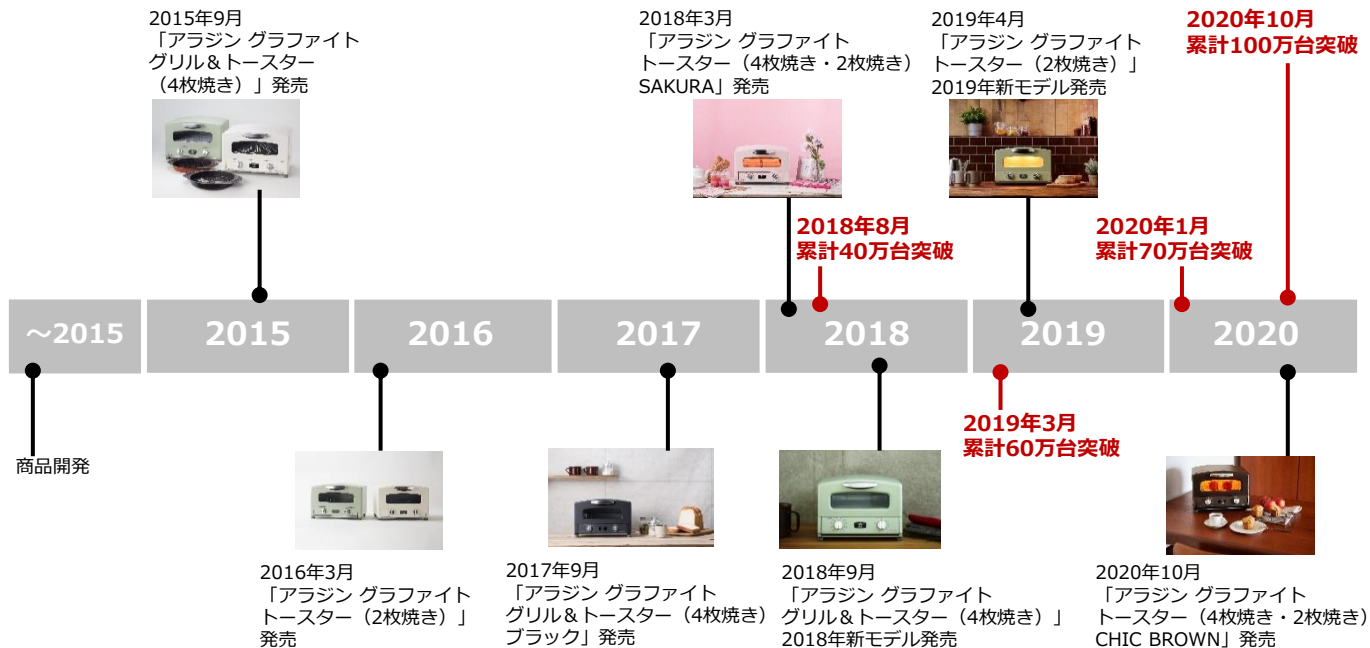 2015年9月
「アラジン グラファイト
グリル＆トースター
（4枚焼き）」発売
2018年3月
「アラジン グラファイト
トースター（4枚焼き・2枚焼き）
SAKURA」発売
2019年4月
「アラジン グラファイト
トースター（2枚焼き）」
2019年新モデル発売
2020年10月
累計100万台突破
2018年8月
累計40万台突破
2020年1月
累計70万台突破
～2015
2015
2016
2017
2018
2019
2020
商品開発
2019年3月
累計60万台突破
2016年3月
「アラジン グラファイト
トースター（2枚焼き）」
発売
2017年9月
「アラジン グラファイト
グリル＆トースター（4枚焼き）
ブラック」発売
2018年9月
「アラジン グラファイト
グリル＆トースター（4枚焼き）」
2018年新モデル発売
2020年10月
「アラジン グラファイト
トースター（4枚焼き・2枚焼き）
CHIC BROWN」発売